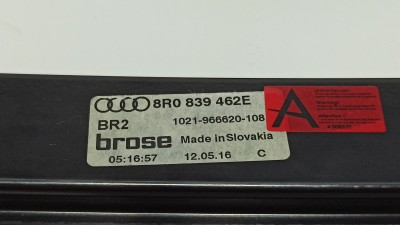 8R0 839 462E
BR2 1021-966620-108
brose Made in Slovakia
05:16:57 12.05.16 C
A